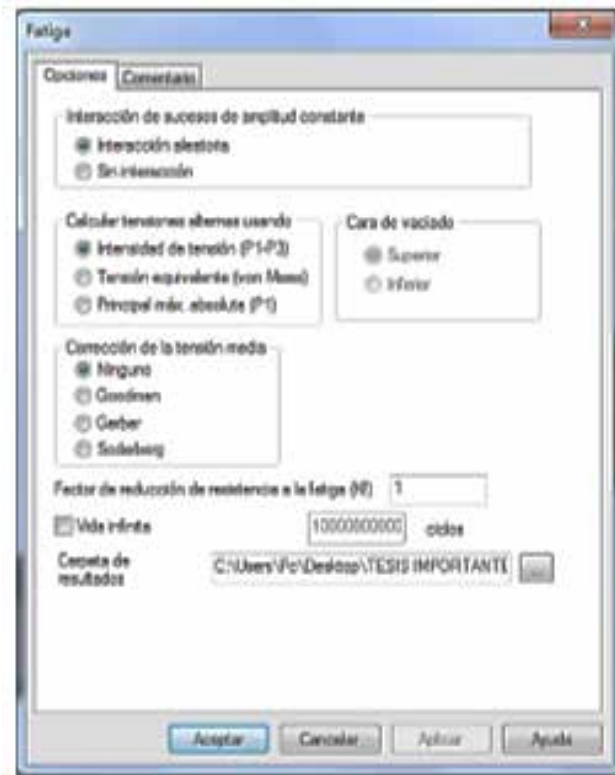 Fatiga
Opciones Comentario
Interacción de sucesos de amplitud constante
Interacción aleatoria
Sin interacción
Calcular tensiones alternas usando
Intensidad de tensión (P1-P3)
Tensión equivalente (von Mises)
Principal máx. absoluta (P1)
Cara de vaciado
Superior
Inferior
Corrección de la tensión media
Ninguno
Goodman
Gerber
Soderberg
Factor de reducción de resistencia a la fatiga (Kf) 1
Vida infinita 10000000000 ciclos
Carpeta de
resultados C:\Users\Pc\Desktop\TESIS IMPORTANTE ...
Aceptar Cancelar Aplicar Ayuda